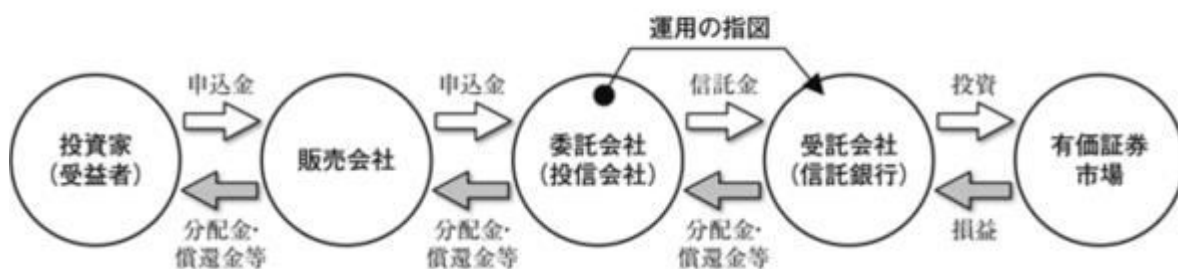 運用の指図
申込金
申込金
信託金
投資
投資家
(受益者)
販売会社
委託会社
(投信会社)
受託会社
(信託銀行)
有価証券
市場
分配金・
償還金等
分配金・
償還金等
分配金・
償還金等
損益